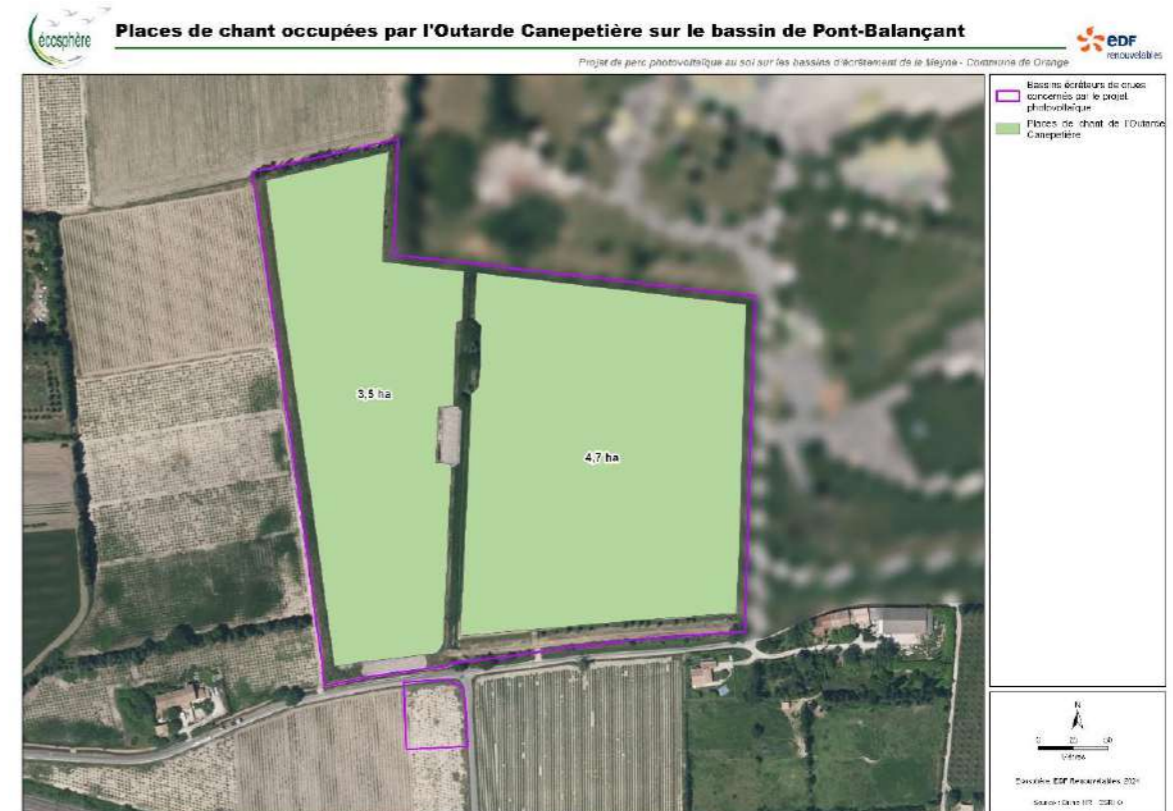 écosphère
Places de chant occupées par l'Outarde Canepetière sur le bassin de Pont-Balançant
eDF
renouvelables
Projet de parc photovoltaïque au sol sur les bassins d'écrêtement de la Meyne - Commune de Orange
Bassins écrêteurs de crues
concernés par le projet
photovoltaïque
Places de chant de l'Outarde
Canepetière
3,5 ha
4,7 ha
N
0 25 50
Mètres
EDF Renouvelables